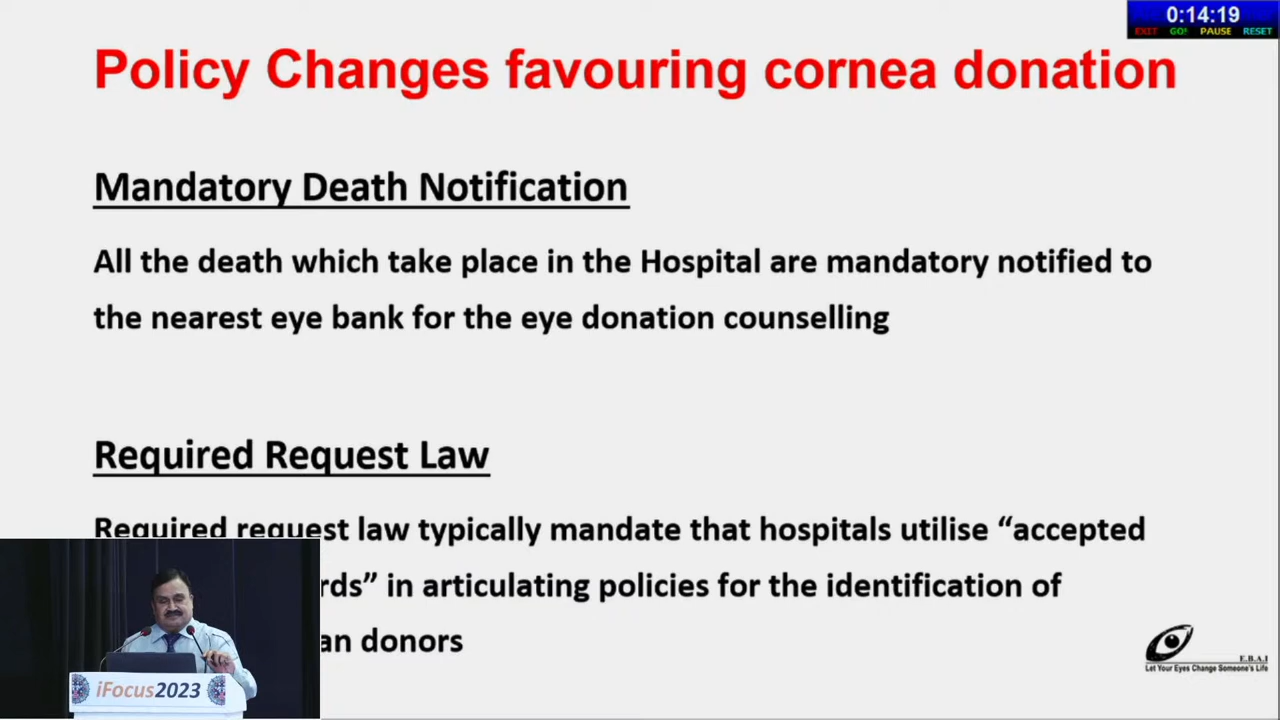 0:14:19
EXIT GO! PAUSE RESET
Policy Changes favouring cornea donation
Mandatory Death Notification
All the death which take place in the Hospital are mandatory notified to
the nearest eye bank for the eye donation counselling
Required Request Law
Required request law typically mandate that hospitals utilise “accepted
rds” in articulating policies for the identification of
an donors
E.B.A.I
Let Your Eyes Change Someone's Life
iFocus2023